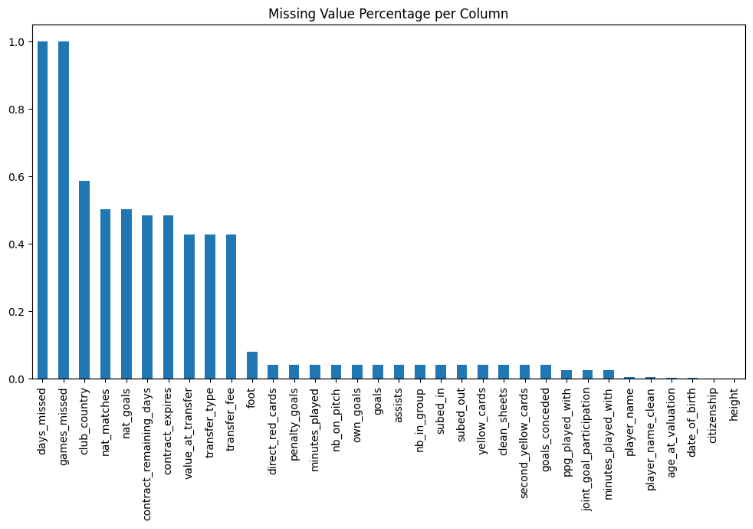 Missing Value Percentage per Column
1.0
0.8
0.6
0.4
0.2
0.0
days_missed
games_missed
club_country
nat_matches
nat_goals
contract_remaining_days
contract_expires
value_at_transfer
transfer_type
transfer_fee
foot
direct_red_cards
penalty_goals
minutes_played
nb_on_pitch
own_goals
goals
assists
nb_in_group
subed_in
subed_out
yellow_cards
clean_sheets
second_yellow_cards
goals_conceded
ppg_played_with
joint_goal_participation
minutes_played_with
player_name
player_name_clean
age_at_valuation
date_of_birth
citizenship
height